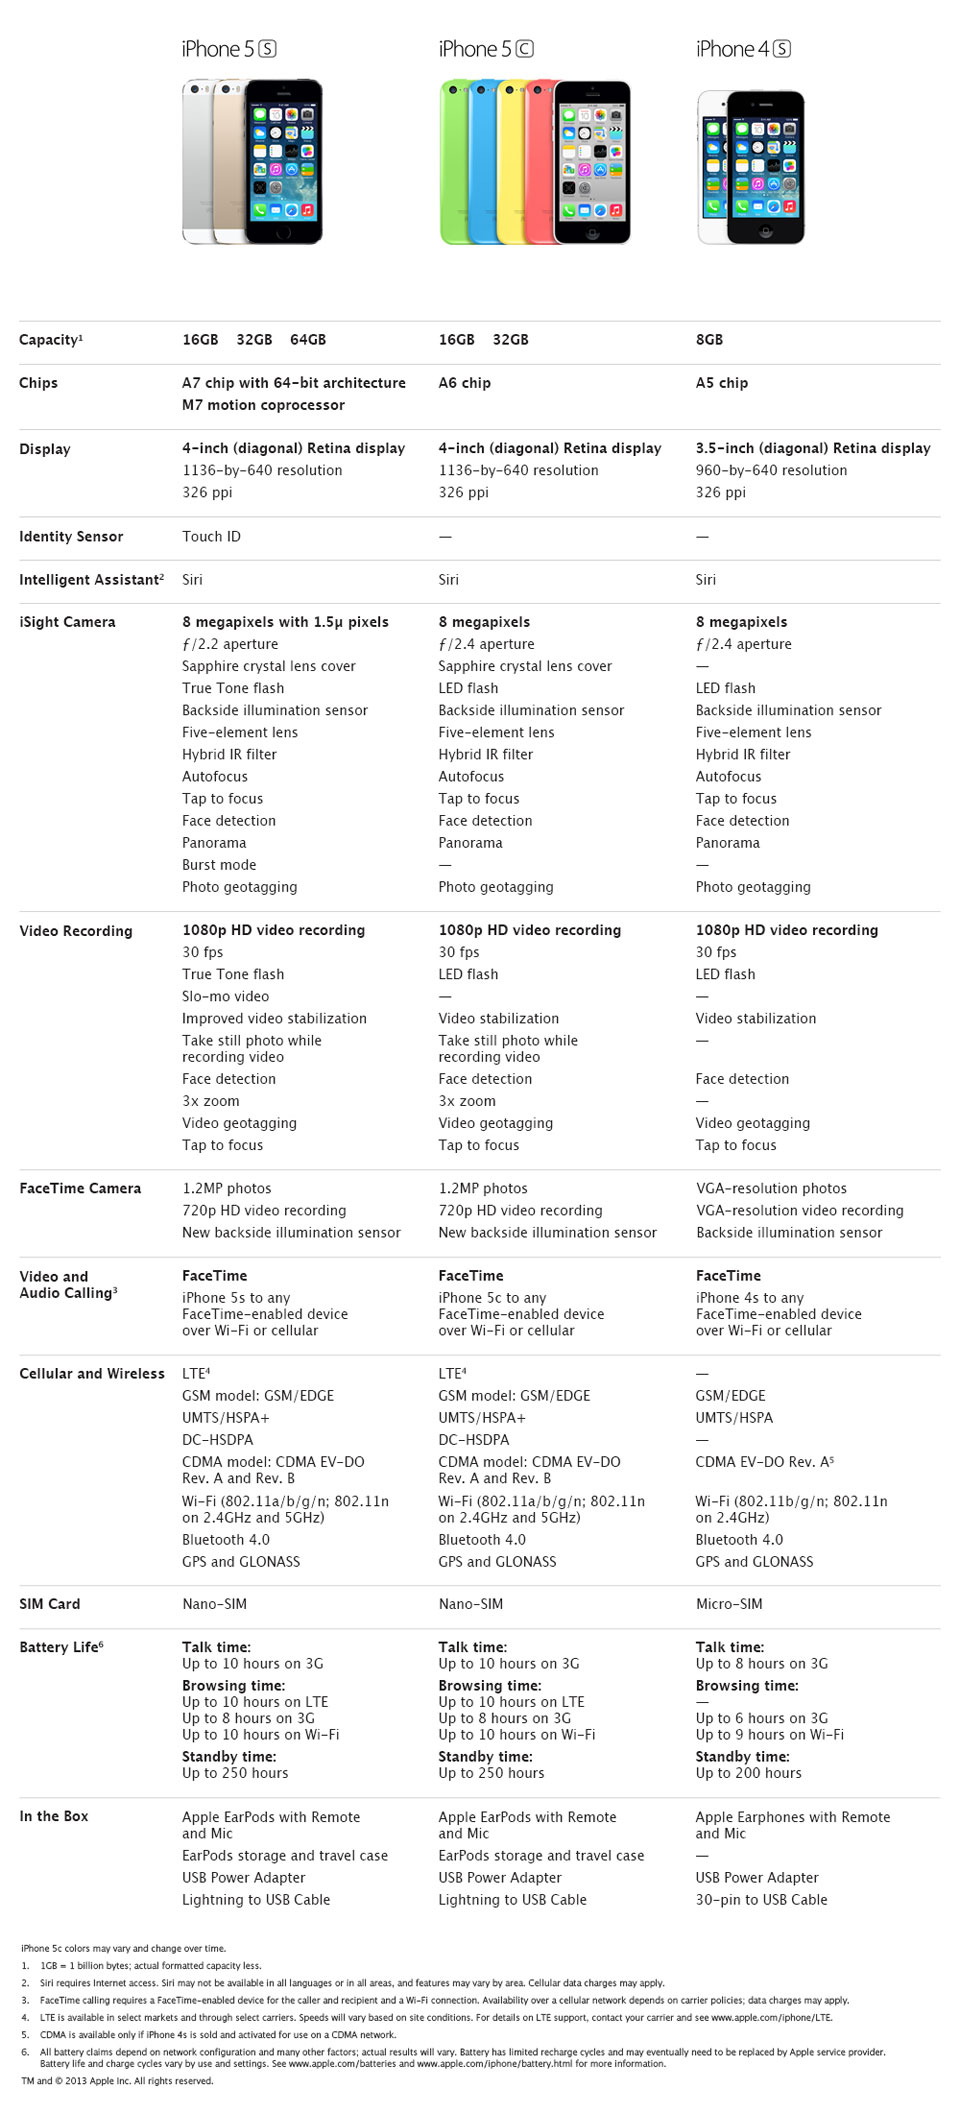 iPhone 5 S iPhone 5 C iPhone 4 S
Capacity¹ 16GB 32GB 64GB 16GB 32GB 8GB
Chips A7 chip with 64-bit architecture A6 chip A5 chip
M7 motion coprocessor
Display 4-inch (diagonal) Retina display 4-inch (diagonal) Retina display 3.5-inch (diagonal) Retina display
1136-by-640 resolution 1136-by-640 resolution 960-by-640 resolution
326 ppi 326 ppi 326 ppi
Identity Sensor Touch ID — —
Intelligent Assistant² Siri Siri Siri
iSight Camera 8 megapixels with 1.5µ pixels 8 megapixels 8 megapixels
ƒ/2.2 aperture ƒ/2.4 aperture ƒ/2.4 aperture
Sapphire crystal lens cover Sapphire crystal lens cover —
True Tone flash LED flash LED flash
Backside illumination sensor Backside illumination sensor Backside illumination sensor
Five-element lens Five-element lens Five-element lens
Hybrid IR filter Hybrid IR filter Hybrid IR filter
Autofocus Autofocus Autofocus
Tap to focus Tap to focus Tap to focus
Face detection Face detection Face detection
Panorama Panorama Panorama
Burst mode — —
Photo geotagging Photo geotagging Photo geotagging
Video Recording 1080p HD video recording 1080p HD video recording 1080p HD video recording
30 fps 30 fps 30 fps
True Tone flash LED flash LED flash
Slo-mo video — —
Improved video stabilization Video stabilization Video stabilization
Take still photo while Take still photo while —
recording video recording video
Face detection Face detection Face detection
3x zoom 3x zoom —
Video geotagging Video geotagging Video geotagging
Tap to focus Tap to focus Tap to focus
FaceTime Camera 1.2MP photos 1.2MP photos VGA-resolution photos
720p HD video recording 720p HD video recording VGA-resolution video recording
New backside illumination sensor New backside illumination sensor Backside illumination sensor
Video and FaceTime FaceTime FaceTime
Audio Calling³ iPhone 5s to any iPhone 5c to any iPhone 4s to any
FaceTime-enabled device FaceTime-enabled device FaceTime-enabled device
over Wi-Fi or cellular over Wi-Fi or cellular over Wi-Fi or cellular
Cellular and Wireless LTE⁴ LTE⁴ —
GSM model: GSM/EDGE GSM model: GSM/EDGE GSM/EDGE
UMTS/HSPA+ UMTS/HSPA+ UMTS/HSPA
DC-HSDPA DC-HSDPA —
CDMA model: CDMA EV-DO CDMA model: CDMA EV-DO CDMA EV-DO Rev. A⁵
Rev. A and Rev. B Rev. A and Rev. B
Wi-Fi (802.11a/b/g/n; 802.11n Wi-Fi (802.11a/b/g/n; 802.11n Wi-Fi (802.11b/g/n; 802.11n
on 2.4GHz and 5GHz) on 2.4GHz and 5GHz) on 2.4GHz)
Bluetooth 4.0 Bluetooth 4.0 Bluetooth 4.0
GPS and GLONASS GPS and GLONASS GPS and GLONASS
SIM Card Nano-SIM Nano-SIM Micro-SIM
Battery Life⁶ Talk time: Talk time: Talk time:
Up to 10 hours on 3G Up to 10 hours on 3G Up to 8 hours on 3G
Browsing time: Browsing time: Browsing time:
Up to 10 hours on LTE Up to 10 hours on LTE —
Up to 8 hours on 3G Up to 8 hours on 3G Up to 6 hours on 3G
Up to 10 hours on Wi-Fi Up to 10 hours on Wi-Fi Up to 9 hours on Wi-Fi
Standby time: Standby time: Standby time:
Up to 250 hours Up to 250 hours Up to 200 hours
In the Box Apple EarPods with Remote Apple EarPods with Remote Apple Earphones with Remote
and Mic and Mic and Mic
EarPods storage and travel case EarPods storage and travel case —
USB Power Adapter USB Power Adapter USB Power Adapter
Lightning to USB Cable Lightning to USB Cable 30-pin to USB Cable
iPhone 5c colors may vary and change over time.
1. 1GB = 1 billion bytes; actual formatted capacity less.
2. Siri requires Internet access. Siri may not be available in all languages or in all areas, and features may vary by area. Cellular data charges may apply.
3. FaceTime calling requires a FaceTime-enabled device for the caller and recipient and a Wi-Fi connection. Availability over a cellular network depends on carrier policies; data charges may apply.
4. LTE is available in select markets and through select carriers. Speeds will vary based on site conditions. For details on LTE support, contact your carrier and see www.apple.com/iphone/LTE.
5. CDMA is available only if iPhone 4s is sold and activated for use on a CDMA network.
6. All battery claims depend on network configuration and many other factors; actual results will vary. Battery has limited recharge cycles and may eventually need to be replaced by Apple service provider.
Battery life and charge cycles vary by use and settings. See www.apple.com/batteries and www.apple.com/iphone/battery.html for more information.
TM and © 2013 Apple Inc. All rights reserved.